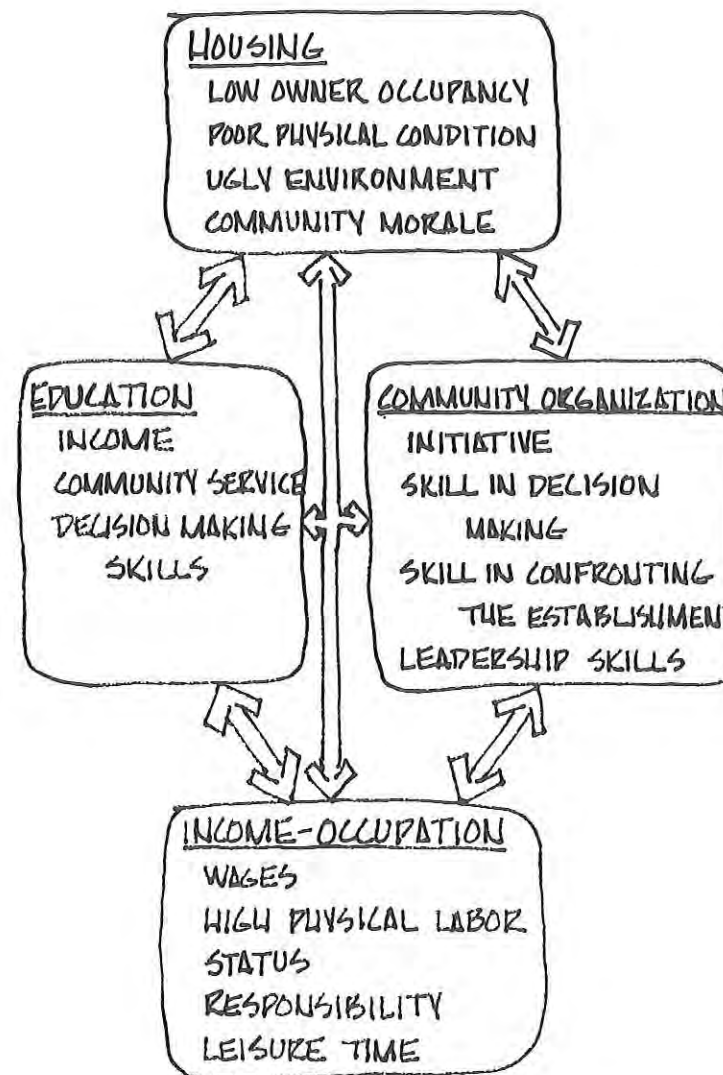 HOUSING
LOW OWNER OCCUPANCY
POOR PHYSICAL CONDITION
UGLY ENVIRONMENT
COMMUNITY MORALE
EDUCATION
INCOME
COMMUNITY SERVICE
DECISION MAKING
SKILLS
COMMUNITY ORGANIZATION
INITIATIVE
SKILL IN DECISION
MAKING
SKILL IN CONFRONTING
THE ESTABLISHMENT
LEADERSHIP SKILLS
INCOME-OCCUPATION
WAGES
HIGH PHYSICAL LABOR
STATUS
RESPONSIBILITY
LEISURE TIME